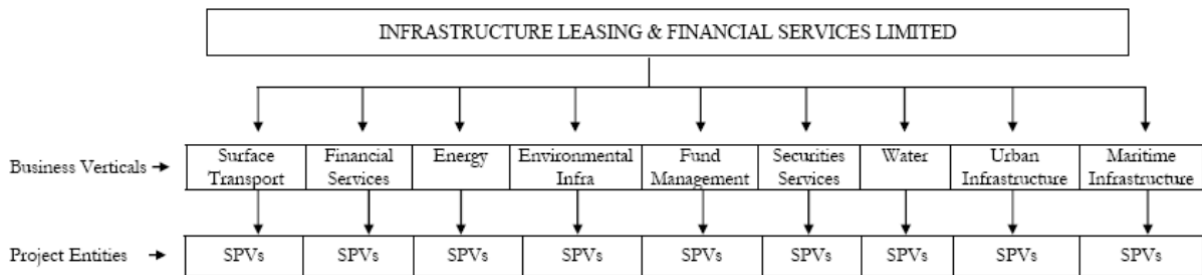 INFRASTRUCTURE LEASING & FINANCIAL SERVICES LIMITED
Business Verticals
Surface Transport
Financial Services
Energy
Environmental Infra
Fund Management
Securities Services
Water
Urban Infrastructure
Maritime Infrastructure
Project Entities
SPVs
SPVs
SPVs
SPVs
SPVs
SPVs
SPVs
SPVs
SPVs